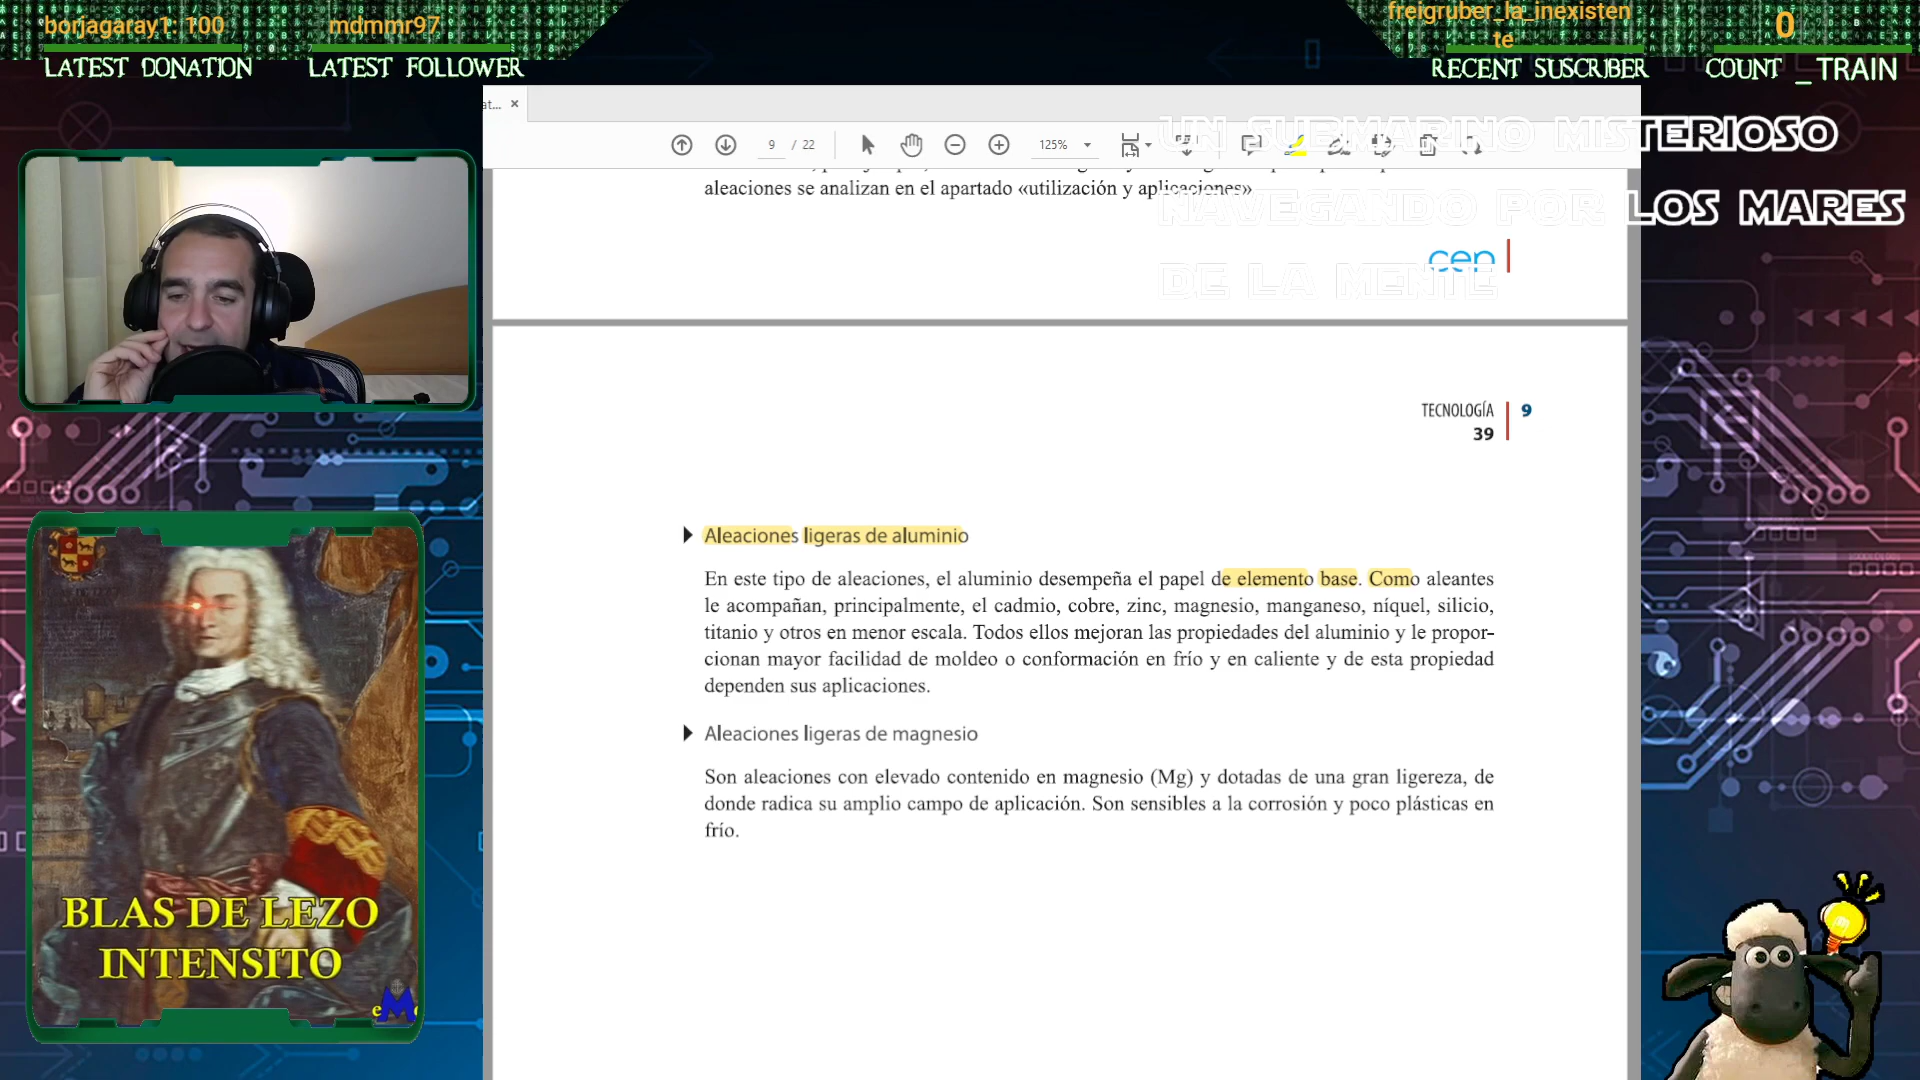 borjagaray1: 100
mdmmr97
freigruber_la_inexisten
te
0
LATEST DONATION
LATEST FOLLOWER
RECENT SUSCRIBER
COUNT _TRAIN
at... ×
9 / 22
125%
UN SUBMARINO MISTERIOSO
NAVEGANDO POR LOS MARES
DE LA MENTE
aleaciones se analizan en el apartado «utilización y aplicaciones»
cep
TECNOLOGÍA 9
39
Aleaciones ligeras de aluminio
En este tipo de aleaciones, el aluminio desempeña el papel de elemento base. Como aleantes
le acompañan, principalmente, el cadmio, cobre, zinc, magnesio, manganeso, níquel, silicio,
titanio y otros en menor escala. Todos ellos mejoran las propiedades del aluminio y le propor-
cionan mayor facilidad de moldeo o conformación en frío y en caliente y de esta propiedad
dependen sus aplicaciones.
Aleaciones ligeras de magnesio
Son aleaciones con elevado contenido en magnesio (Mg) y dotadas de una gran ligereza, de
donde radica su amplio campo de aplicación. Son sensibles a la corrosión y poco plásticas en
frío.
BLAS DE LEZO
INTENSITO